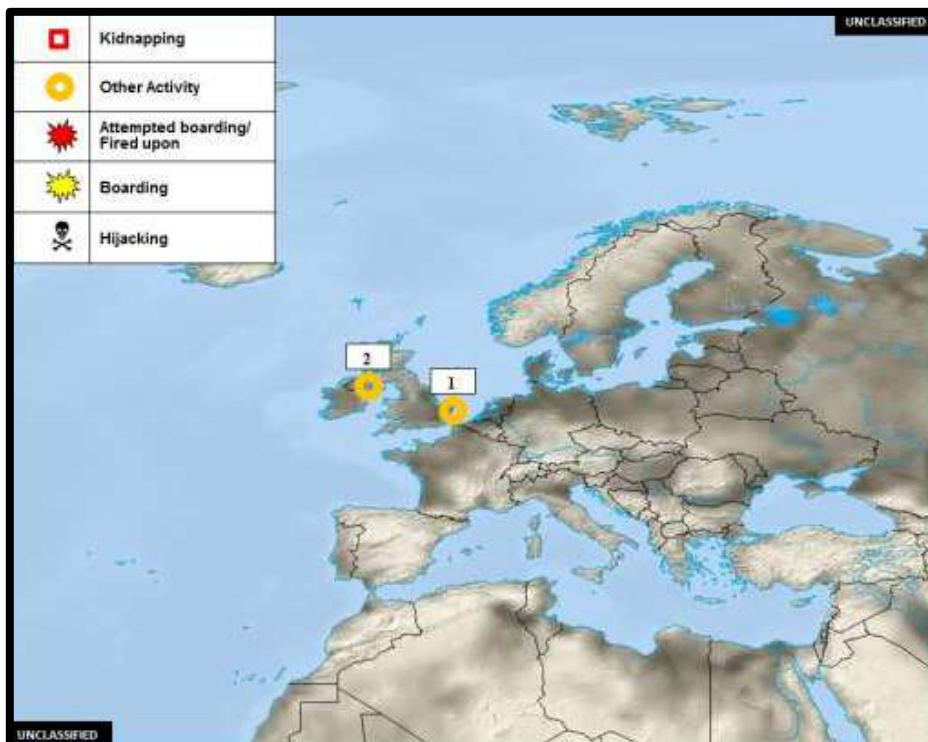 UNCLASSIFIED
Kidnapping
Other Activity
Attempted boarding/
Fired upon
Boarding
Hijacking
2
1
UNCLASSIFIED